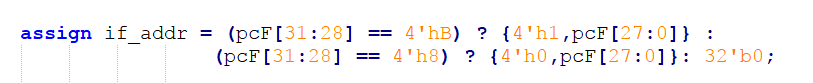 assign if_addr = (pcF[31:28] == 4'hB) ? {4'h1,pcF[27:0]} :
(pcF[31:28] == 4'h8) ? {4'h0,pcF[27:0]}: 32'b0;